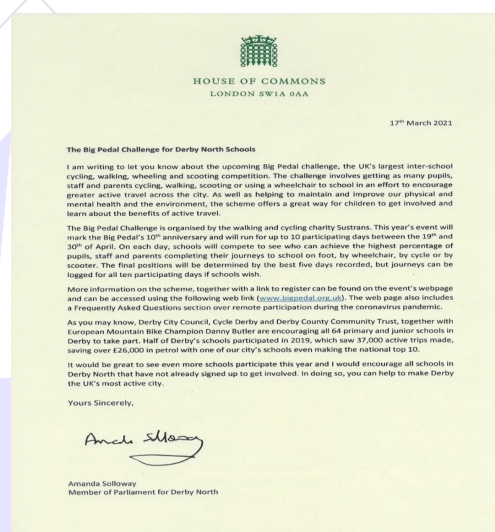 HOUSE OF COMMONS
LONDON SW1A 0AA
17th March 2021
The Big Pedal Challenge for Derby North Schools
I am writing to let you know about the upcoming Big Pedal challenge, the UK's largest inter-school
cycling, walking, wheeling and scooting competition. The challenge involves getting as many pupils,
staff and parents cycling, walking, scooting or using a wheelchair to school in an effort to encourage
greater active travel across the city. As well as helping to maintain and improve our physical and
mental health and the environment, the scheme offers a great way for children to get involved and
learn about the benefits of active travel.
The Big Pedal Challenge is organised by the walking and cycling charity Sustrans. This year's event will
mark the Big Pedal's 10th anniversary and will run for up to 10 participating days between the 19th and
30th of April. On each day, schools will compete to see who can achieve the highest percentage of
pupils, staff and parents completing their journeys to school on foot, by wheelchair, by cycle or by
scooter. The final positions will be determined by the best five days recorded, but journeys can be
logged for all ten participating days if schools wish.
More information on the scheme, together with a link to register can be found on the event's webpage
and can be accessed using the following web link (www.bigpedal.org.uk). The web page also includes
a Frequently Asked Questions section over remote participation during the coronavirus pandemic.
As you may know, Derby City Council, Cycle Derby and Derby County Community Trust, together with
European Mountain Bike Champion Danny Butler are encouraging all 64 primary and junior schools in
Derby to take part. Half of Derby's schools participated in 2019, which saw 37,000 active trips made,
saving over £26,000 in petrol with one of our city's schools even making the national top 10.
It would be great to see even more schools participate this year and I would encourage all schools in
Derby North that have not already signed up to get involved. In doing so, you can help to make Derby
the UK's most active city.
Yours Sincerely,
Amanda Solloway
Amanda Solloway
Member of Parliament for Derby North